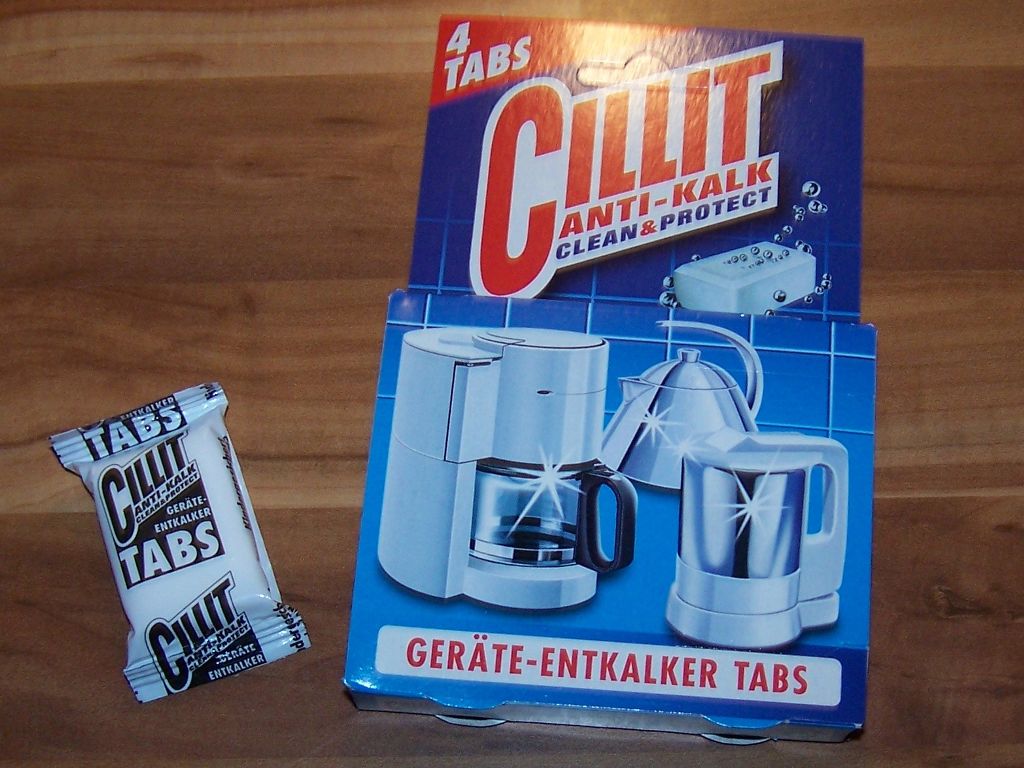 4
TABS
CILLIT
ANTI-KALK
CLEAN&PROTECT
GERÄTE-ENTKALKER TABS
ENTKALKER
TABS
CILLIT
ANTI-KALK
CLEAN&PROTECT
GERÄTE-
ENTKALKER
TABS
CILLIT
ANTI-KALK
CLEAN&PROTECT
GERÄTE
ENTKALKER